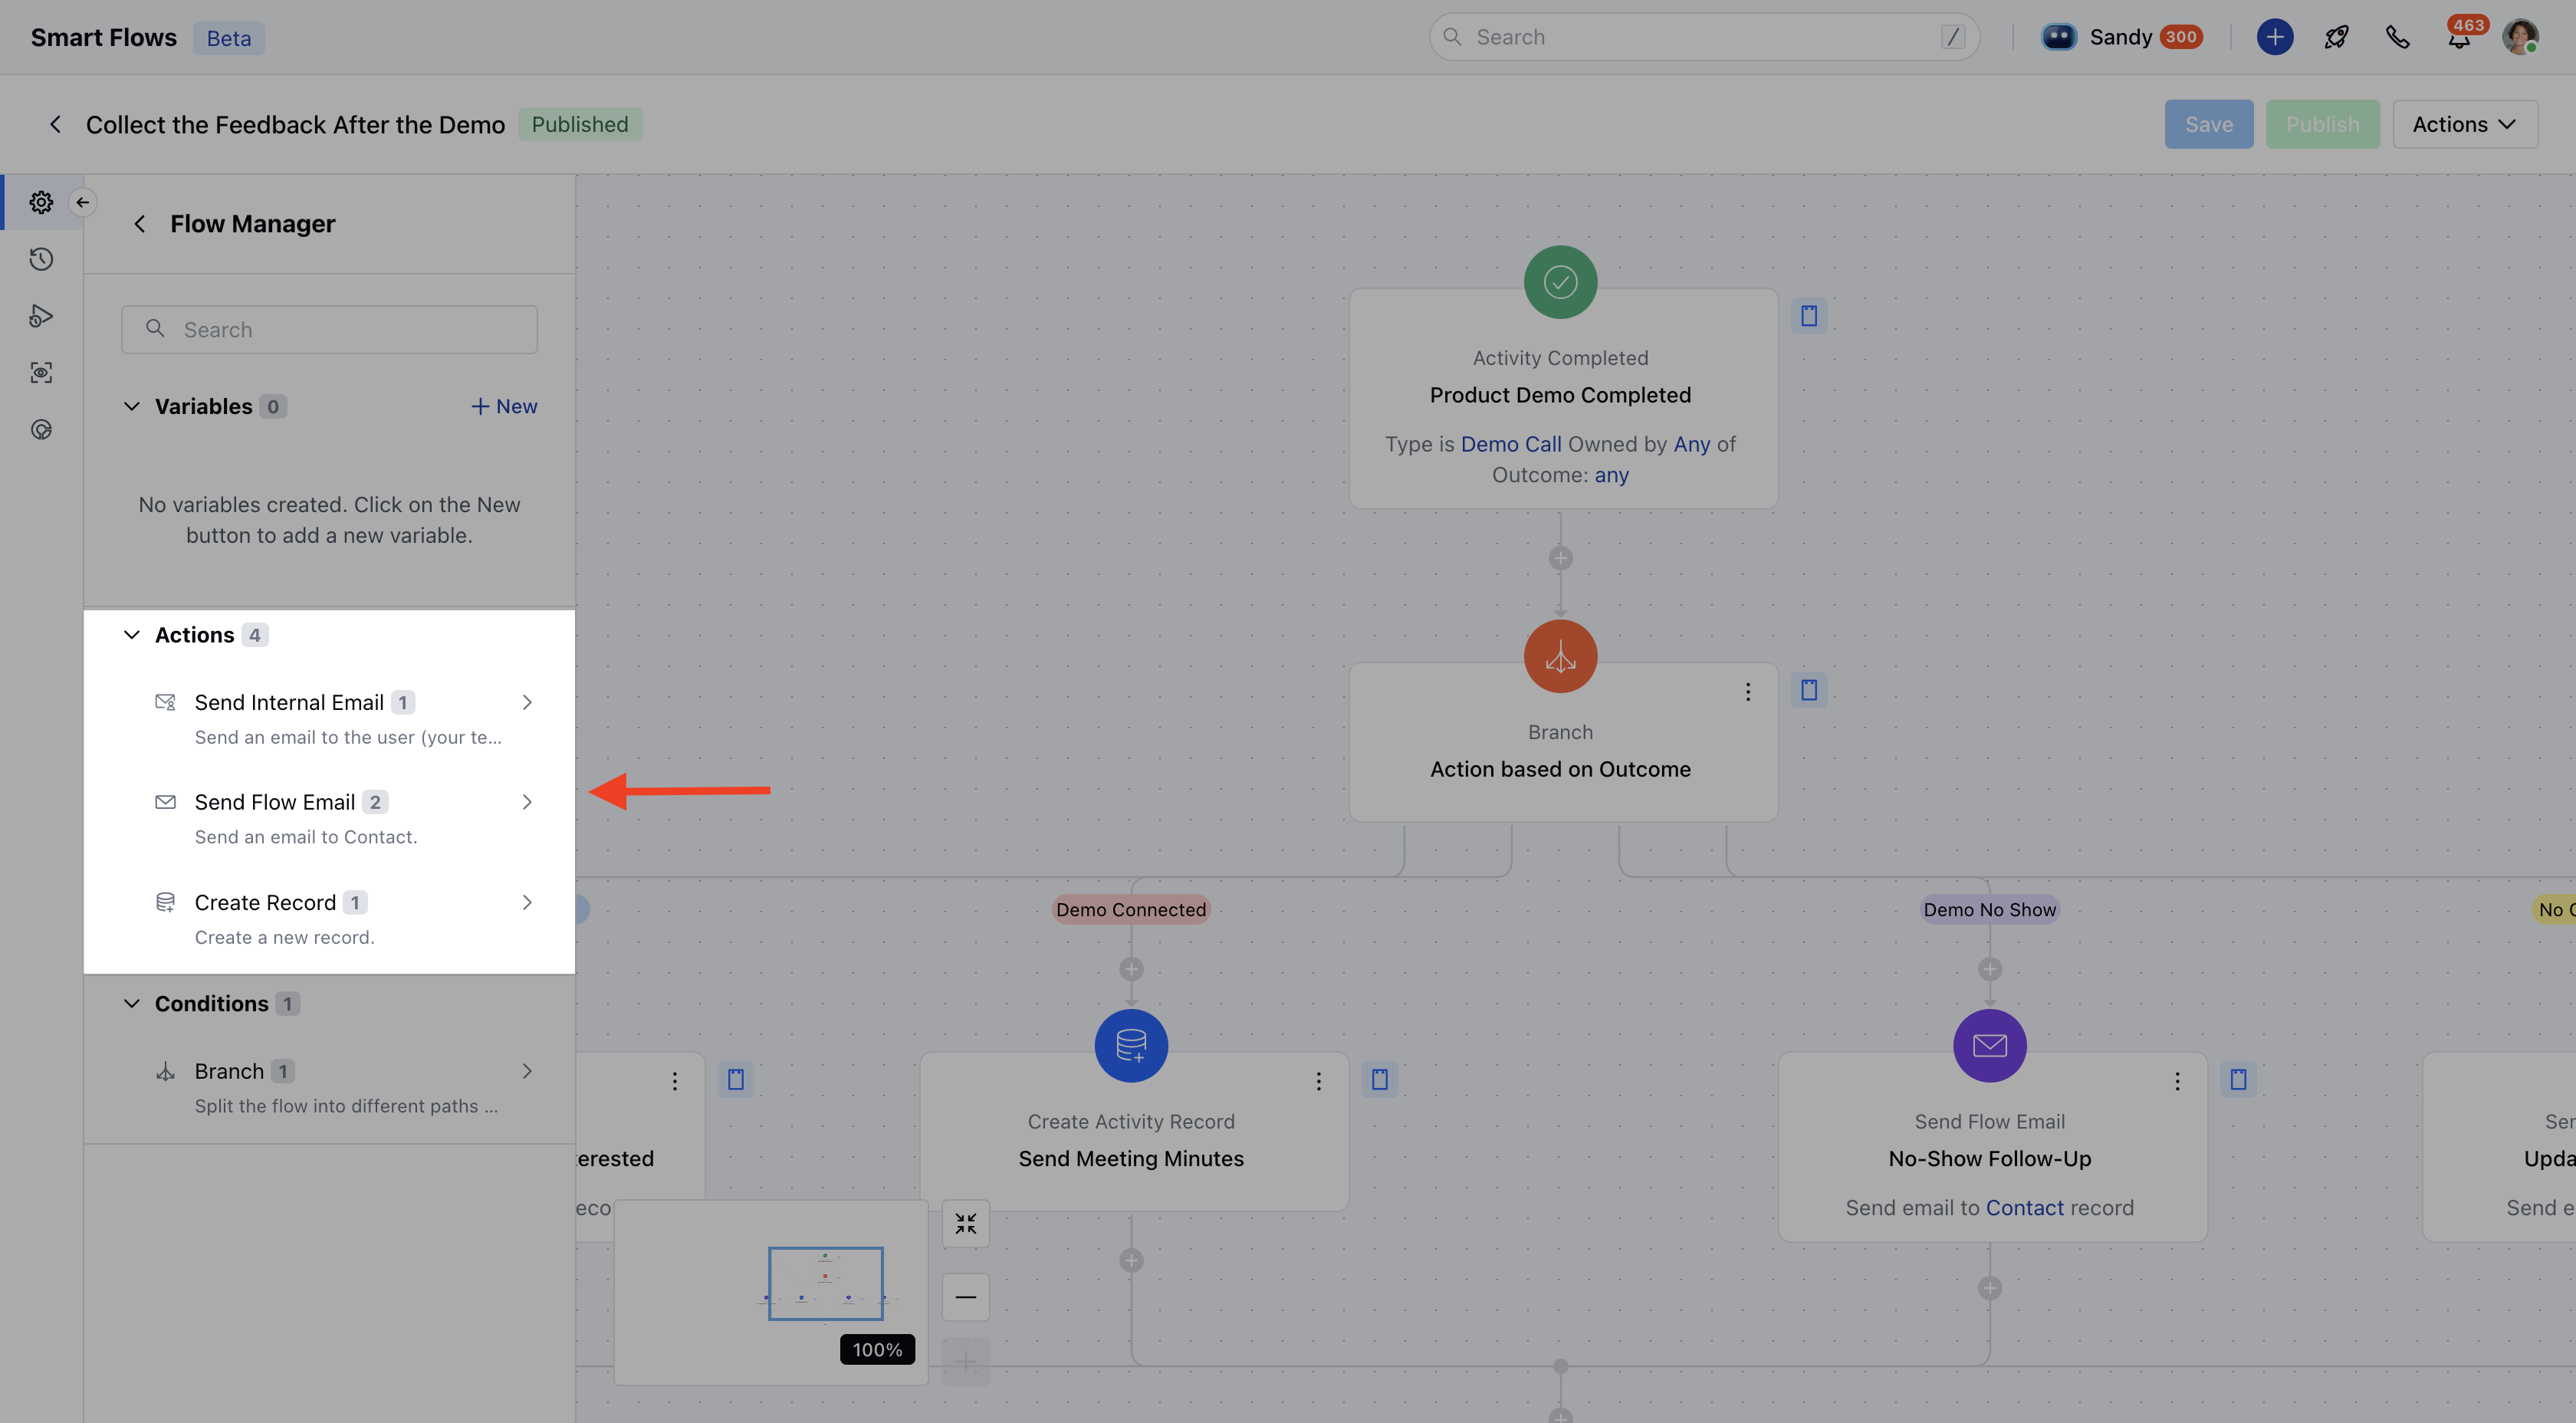 Smart Flows Beta
Search /
Sandy 300
463
Collect the Feedback After the Demo Published
Save Publish Actions
Flow Manager
Search
Variables 0 + New
No variables created. Click on the New
button to add a new variable.
Actions 4
Send Internal Email 1
Send an email to the user (your te...
Send Flow Email 2
Send an email to Contact.
Create Record 1
Create a new record.
Conditions 1
Branch 1
Split the flow into different paths ...
Activity Completed
Product Demo Completed
Type is Demo Call Owned by Any of
Outcome: any
Branch
Action based on Outcome
Demo Connected
Demo No Show
No
erested
eco
Create Activity Record
Send Meeting Minutes
Send Flow Email
No-Show Follow-Up
Send email to Contact record
Ser
Upda
Send e
100%